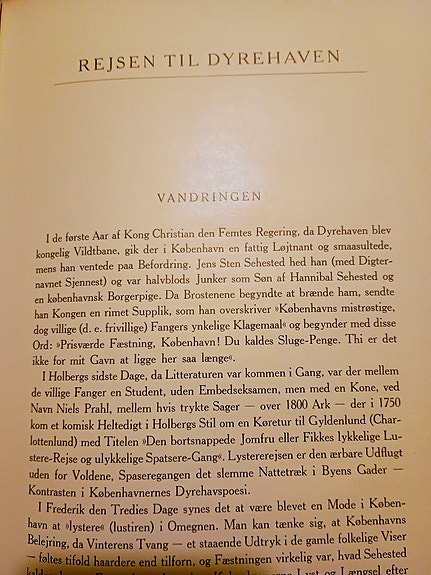 REJSEN TIL DYREHAVEN
VANDRINGEN
I de første Aar af Kong Christian den Femtes Regering, da Dyrehaven blev
kongelig Vildtbane, gik der i København en fattig Løjtnant og smaasultede,
mens han ventede paa Befordring. Jens Sten Sehested hed han (med Digter-
navnet Sjennest) og var halvblods Junker som Søn af Hannibal Sehested og
en københavnsk Borgerpige. Da Brostenene begyndte at brænde ham, sendte
han Kongen en rimet Supplik, som han overskriver »Københavns mistrøstige,
dog villige (d. e. frivillige) Fangers ynkelige Klagemaal« og begynder med disse
Ord: »Prisværde Fæstning, København! Du kaldes Sluge-Penge. Thi er det
ikke for mit Gavn at ligge her saa længe«.
I Holbergs sidste Dage, da Litteraturen var kommen i Gang, var der mellem
de villige Fanger en Student, uden Embedseksamen, men med en Kone, ved
Navn Niels Prahl, mellem hvis trykte Sager — over 1800 Ark — der i 1750
kom et komisk Heltedigt i Holbergs Stil om en Køretur til Gyldenlund (Char-
lottenlund) med Titelen »Den bortsnappede Jomfru eller Fikkes lykkelige Lu-
stere-Rejse og ulykkelige Spatsere-Gang«. Lystererejsen er den ærbare Udflugt
uden for Voldene, Spaseregangen det slemme Nattetræk i Byens Gader —
Kontrasten i Københavnernes Dyrehavspoesi.
I Frederik den Tredies Dage synes det at være blevet en Mode i Køben-
havn at »lystere« (lustiren) i Omegnen. Man kan tænke sig, at Københavns
Belejring, da Vinterens Tvang — et staaende Udtryk i de gamle folkelige Viser
— føltes tifold haardere end tilforn, og Fæstningen virkelig var, hvad Sehested
Lyst og Længsel efter